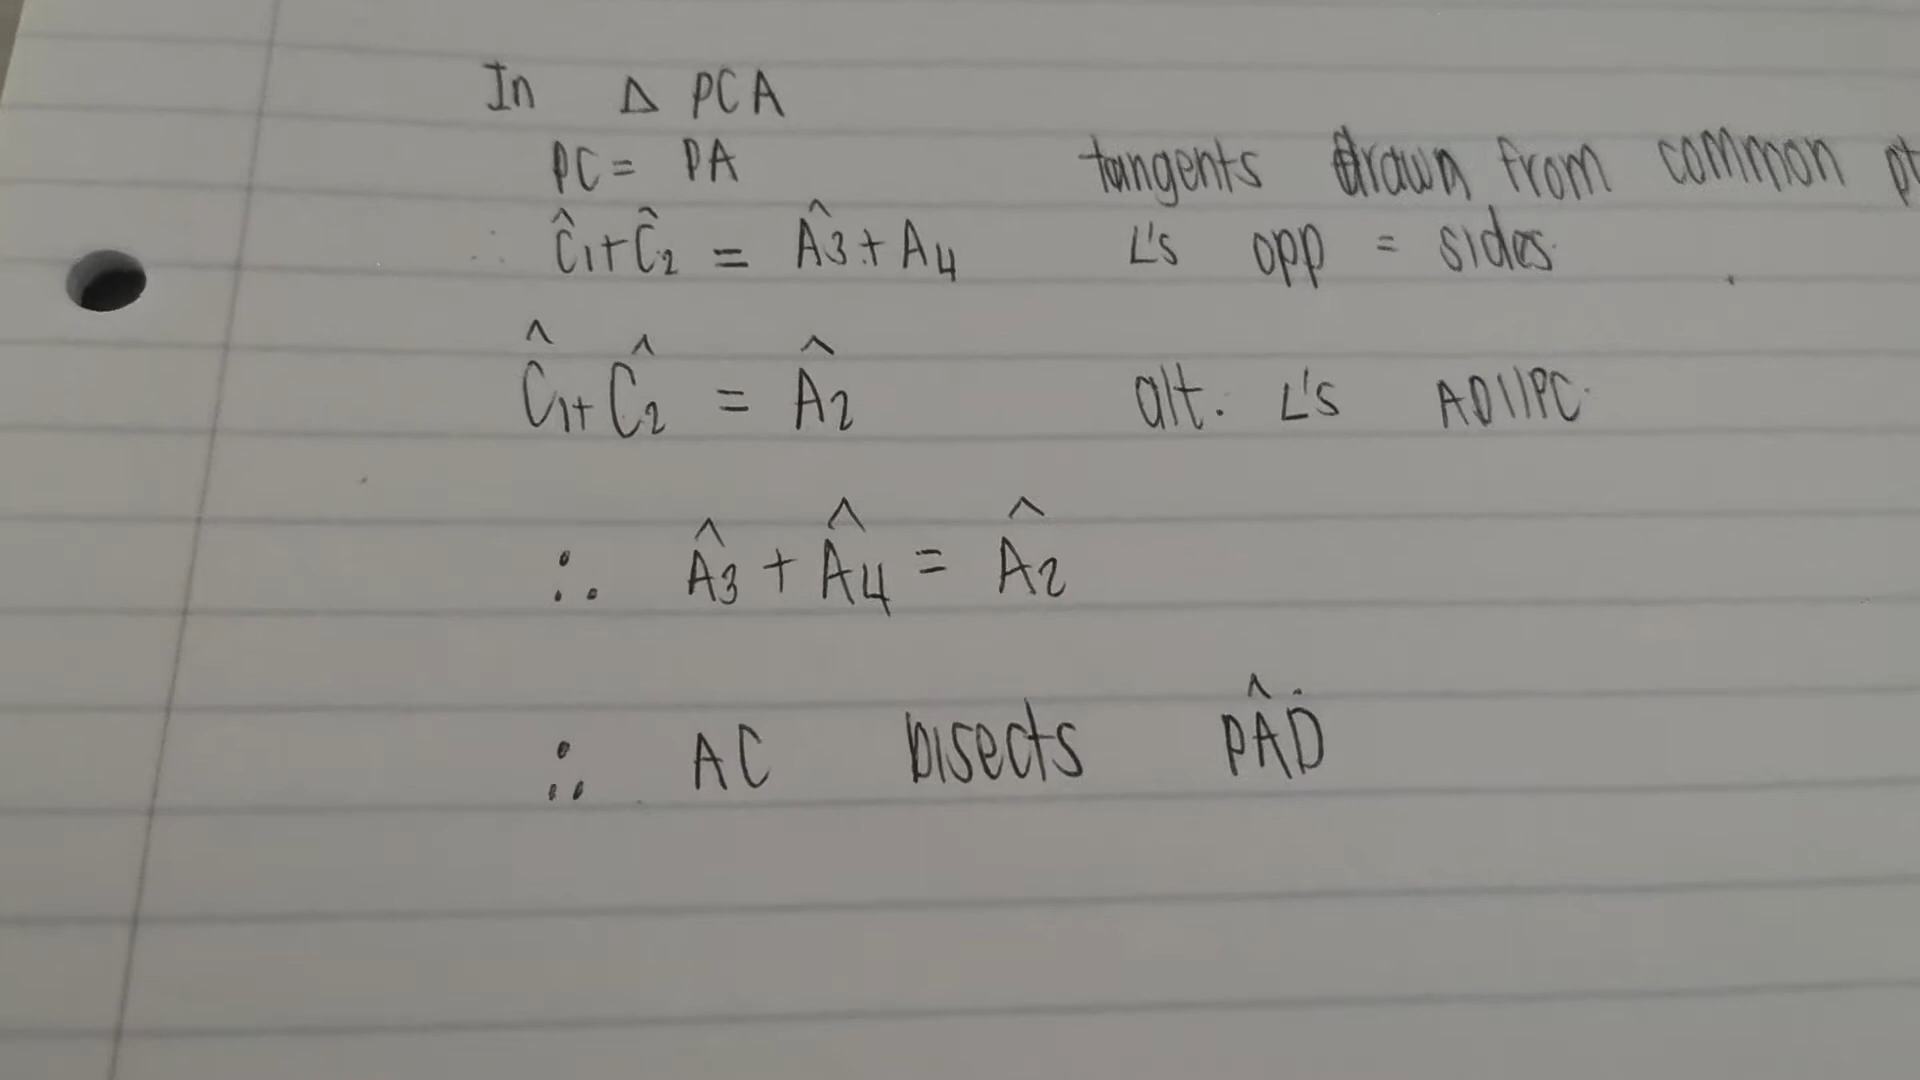 In Δ PCA
PC = PA tangents drawn from common pt
∴ Ĉ1+Ĉ2 = Â3+A4 L's opp = sides.
Ĉ1+Ĉ2 = Â2 alt. L's AD||PC.
∴ Â3 + Â4 = Â2
∴ AC bisects PÂD